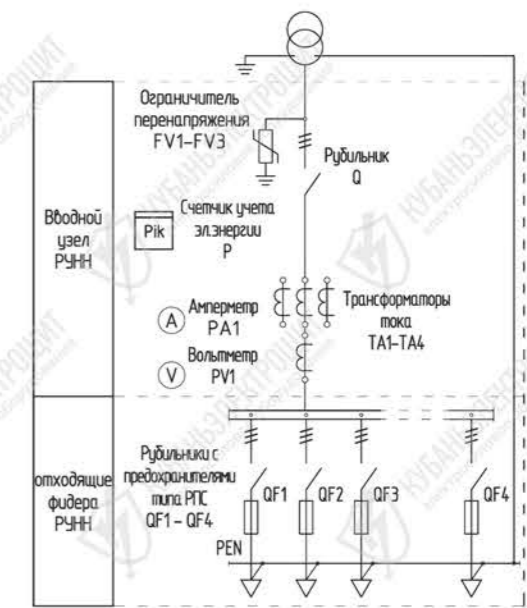 Ограничитель
перенапряжения
FV1-FV3
Рубильник
Q
Вводной
узел
РУНН
Pik
Счетчик учета
эл.энергии
P
A
Амперметр
PA1
Трансформаторы
тока
TA1-TA4
V
Вольтметр
PV1
отходящие
фидера
РУНН
Рубильники с
предохранителями
типа РПС
QF1 - QF4
QF1
QF2
QF3
QF4
PEN